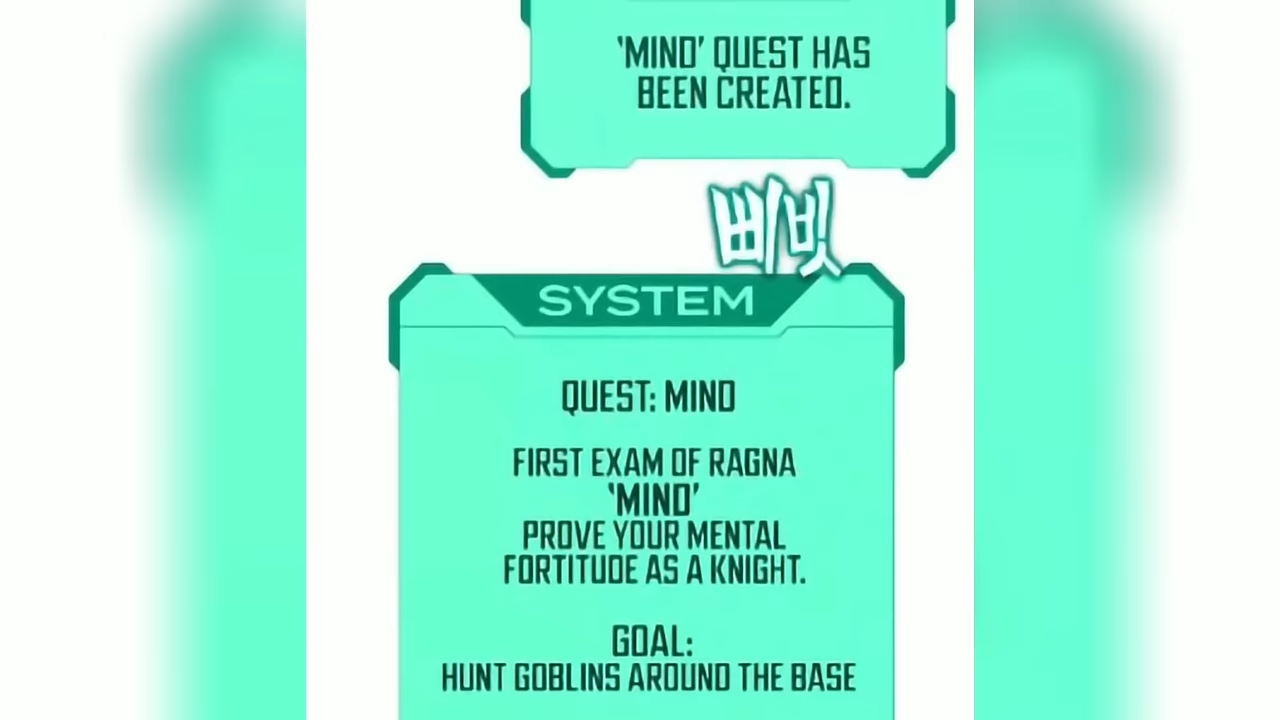 ‘MIND’ QUEST HAS
BEEN CREATED.
삐빗
SYSTEM
QUEST: MIND
FIRST EXAM OF RAGNA
‘MIND’
PROVE YOUR MENTAL
FORTITUDE AS A KNIGHT.
GOAL:
HUNT GOBLINS AROUND THE BASE